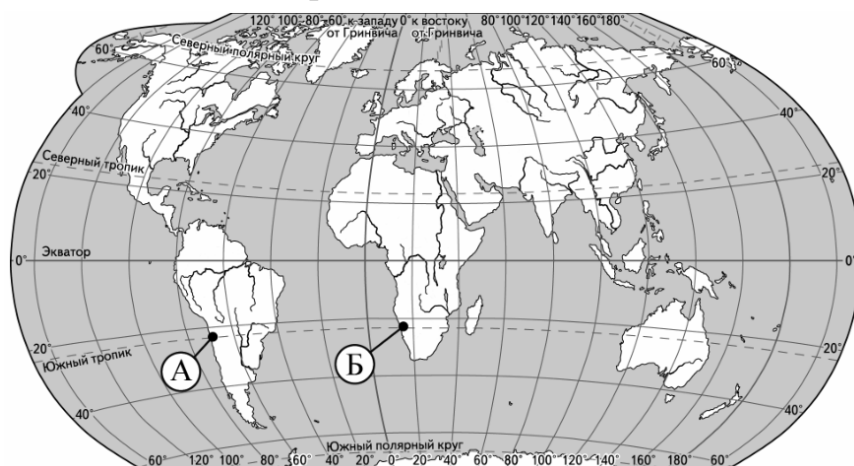 120° 100° 80° 60° к западу 0° к востоку 80° 100° 120° 140° 160° 180°
от Гринвича от Гринвича
Северный полярный круг
60° 60°
40° 40°
Северный тропик
20° 20°
Экватор
0° 0°
20° 20°
Южный тропик
А Б
40° 40°
Южный полярный круг
60° 120° 100° 80° 60° 40° 20° 0° 20° 40° 60° 80° 100° 120° 140° 160° 180° 60°